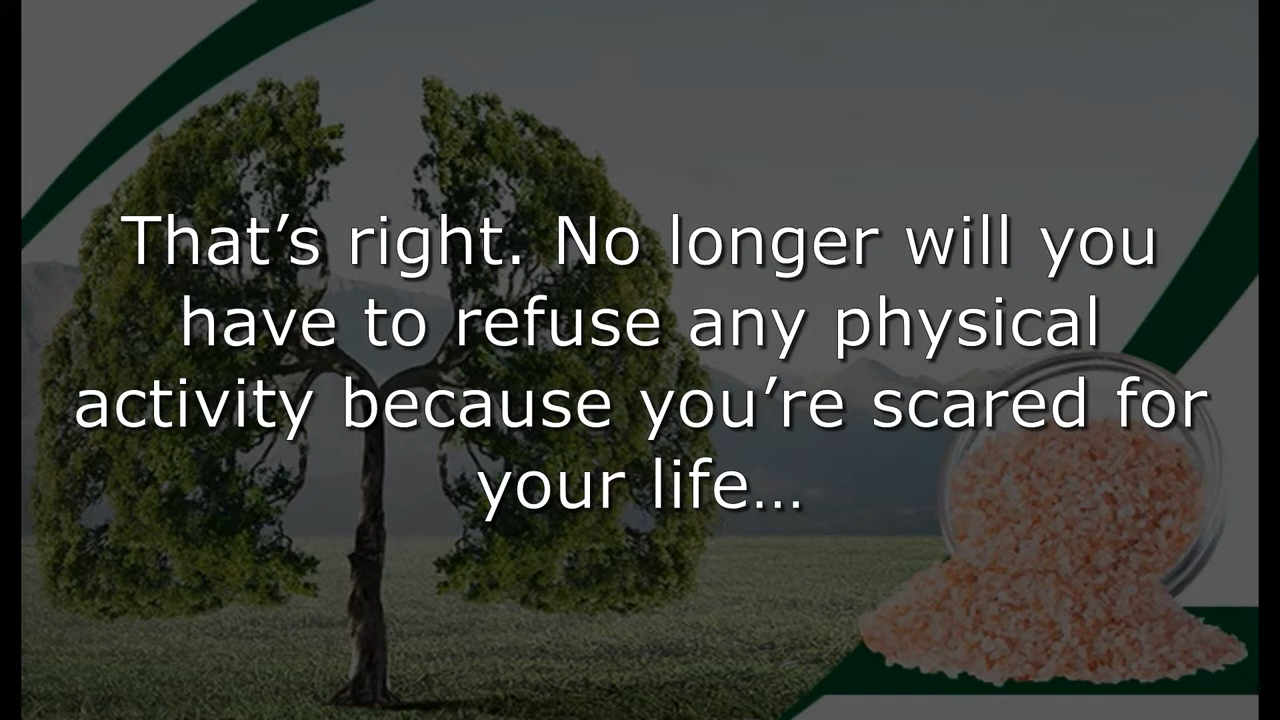 That’s right. No longer will you
have to refuse any physical
activity because you’re scared for
your life…